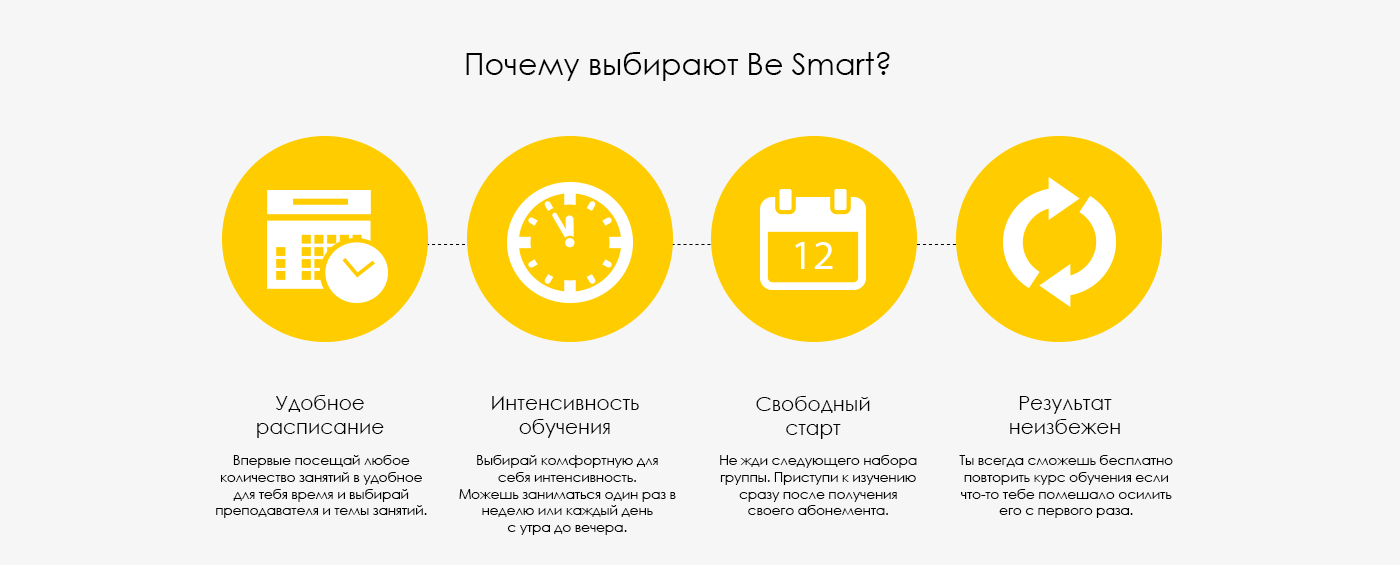 Почему выбирают Be Smart?
12
Удобное
расписание
Впервые посещай любое
количество занятий в удобное
для тебя время и выбирай
преподавателя и темы занятий.
Интенсивность
обучения
Выбирай комфортную для
себя интенсивность.
Можешь заниматься один раз в
неделю или каждый день
с утра до вечера.
Свободный
старт
Не жди следующего набора
группы. Приступи к изучению
сразу после получения
своего абонемента.
Результат
неизбежен
Ты всегда сможешь бесплатно
повторить курс обучения если
что-то тебе помешало осилить
его с первого раза.